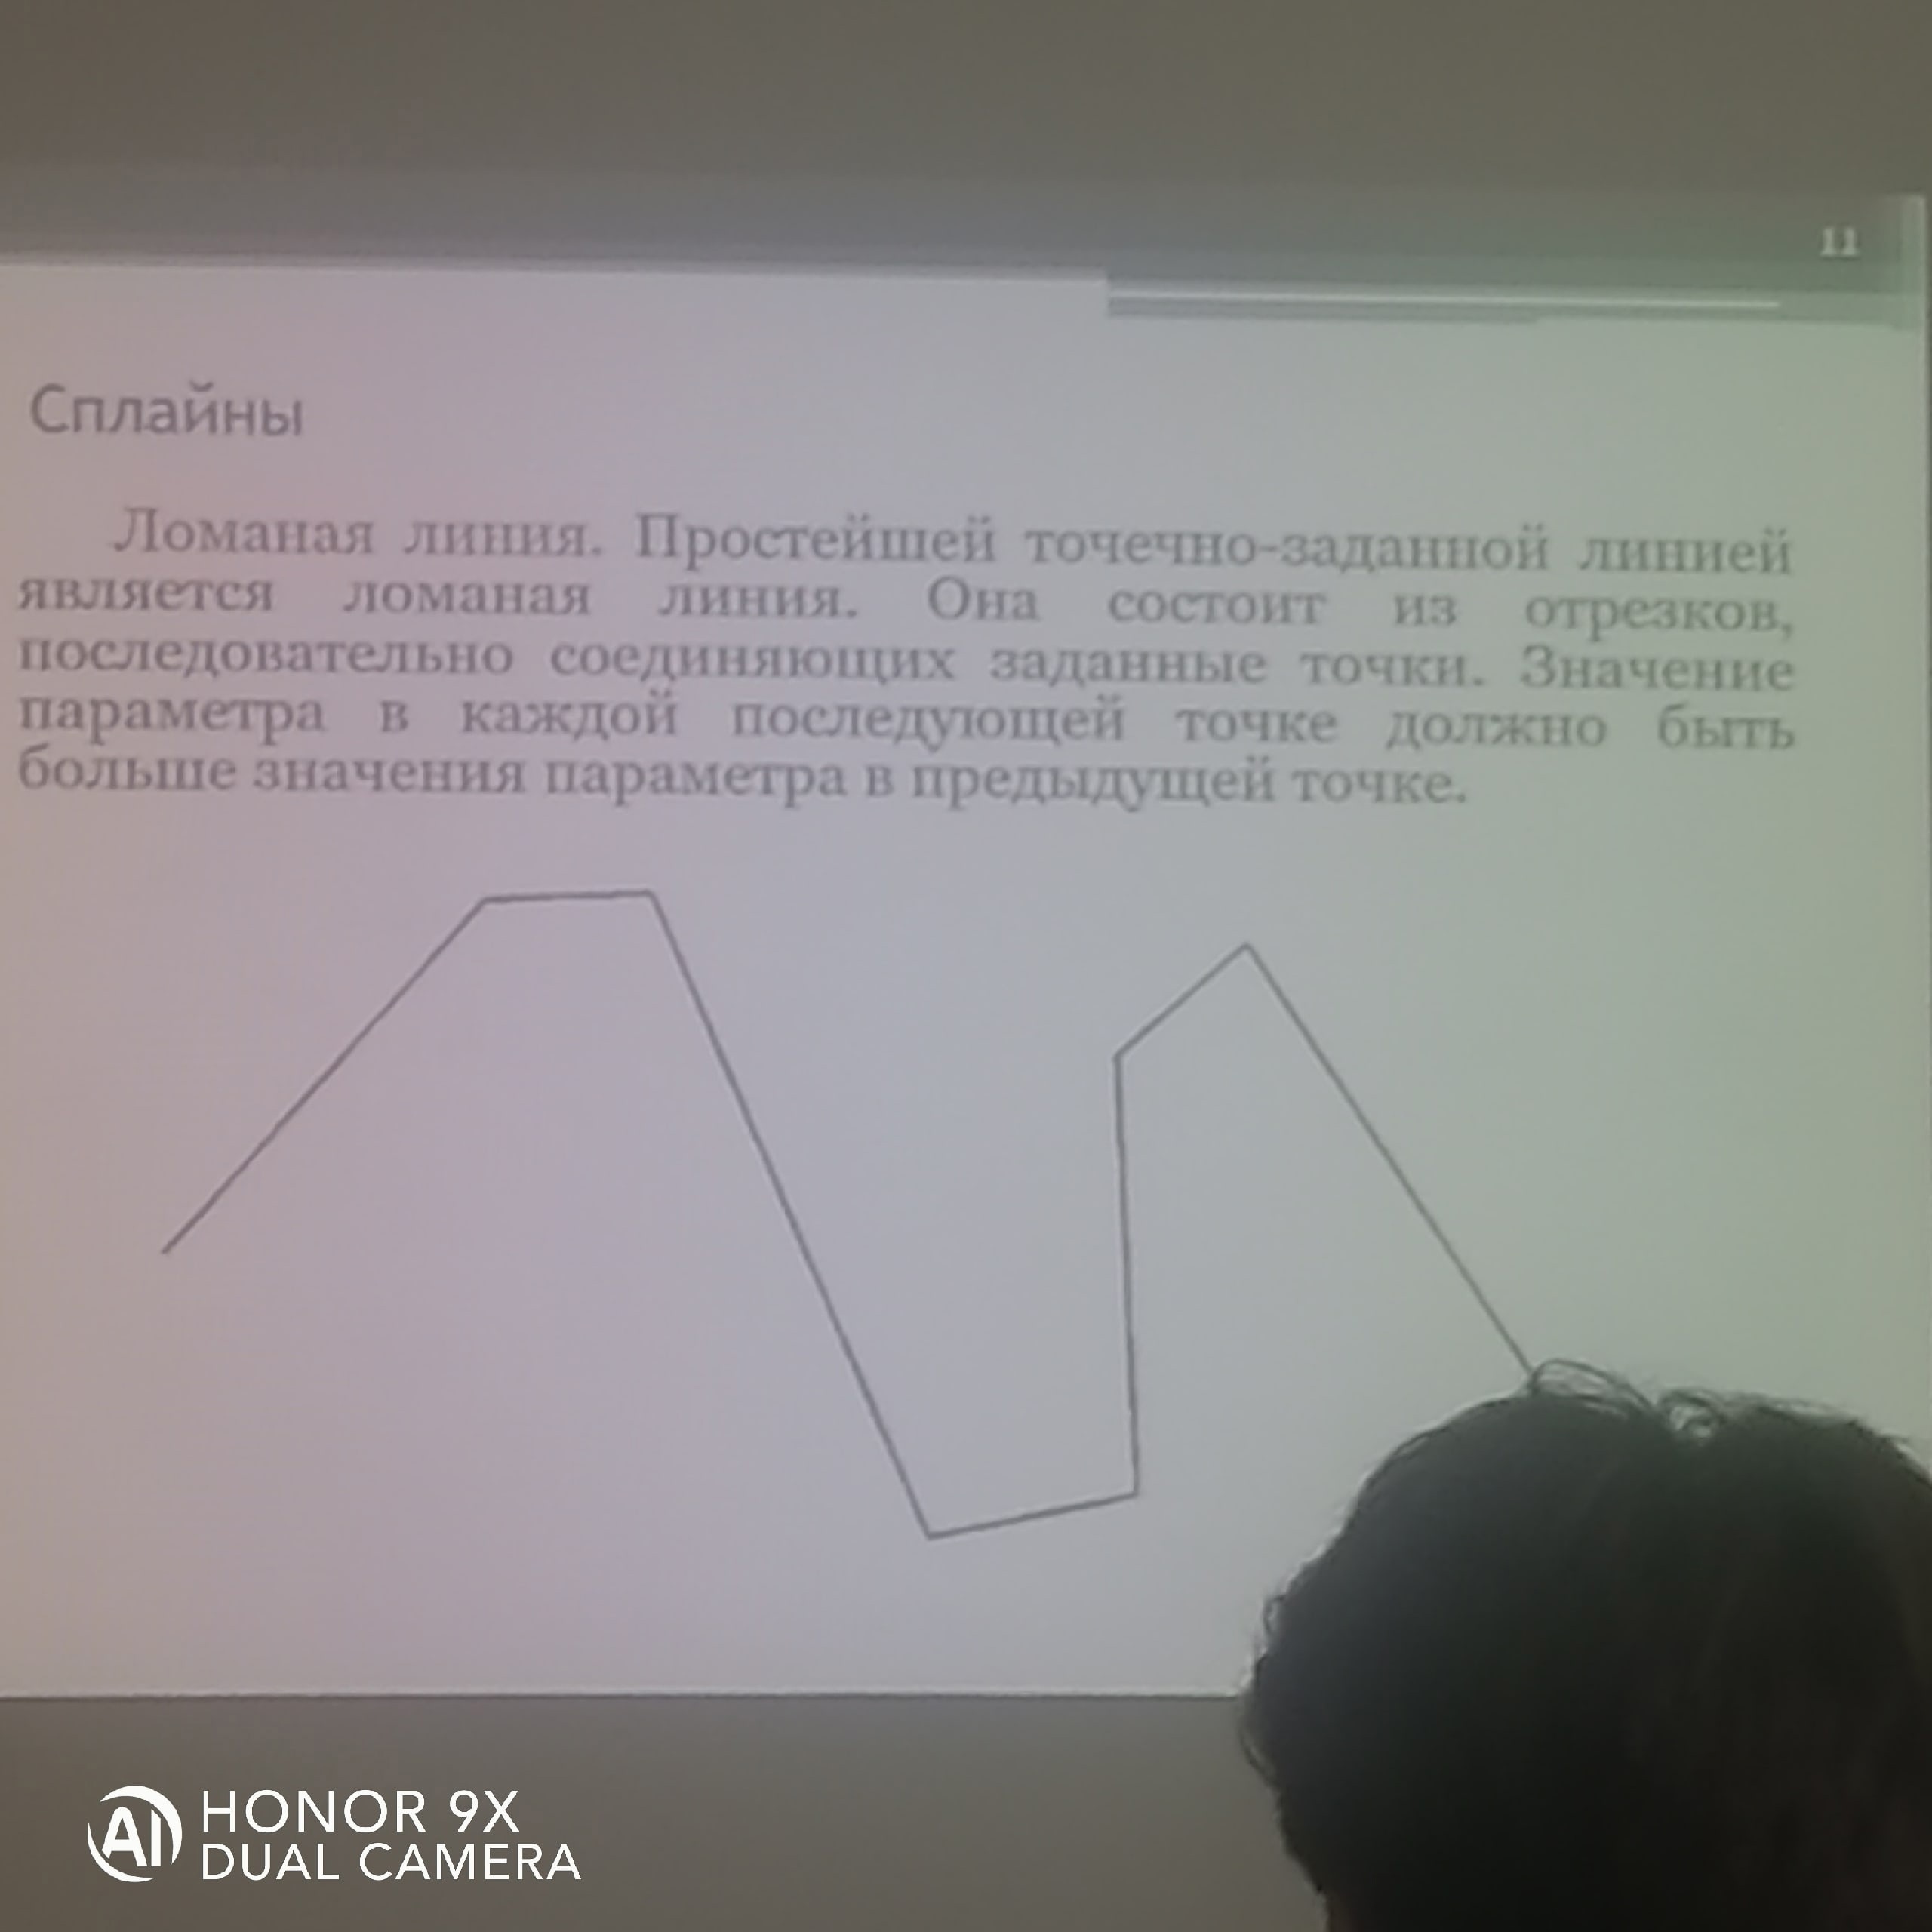 11
Сплайны
Ломаная линия. Простейшей точечно-заданной линией
является ломаная линия. Она состоит из отрезков,
последовательно соединяющих заданные точки. Значение
параметра в каждой последующей точке должно быть
больше значения параметра в предыдущей точке.
AI HONOR 9X
DUAL CAMERA